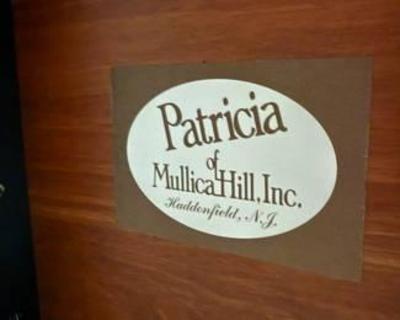 Patricia
of
Mullica Hill, Inc.
Haddonfield, N.J.